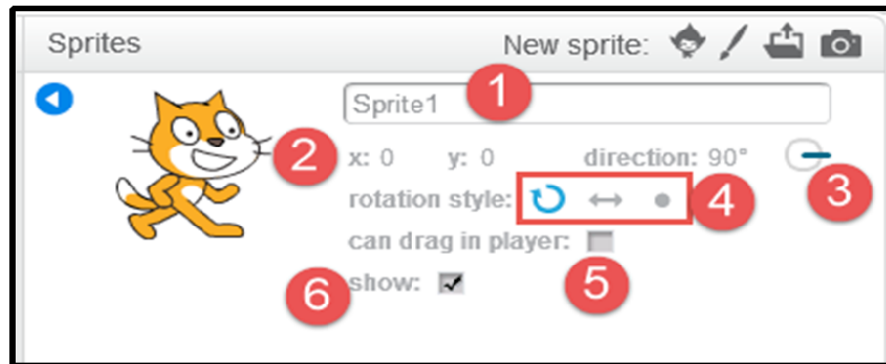 Sprites New sprite:
1
Sprite1
2 x: 0 y: 0 direction: 90° 3
rotation style: 4
can drag in player: 5
6 show: